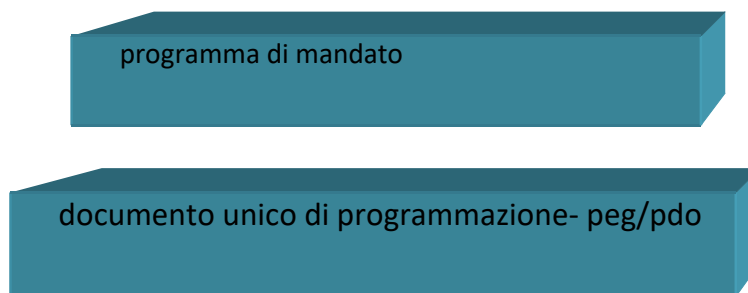 programma di mandato
documento unico di programmazione- peg/pdo